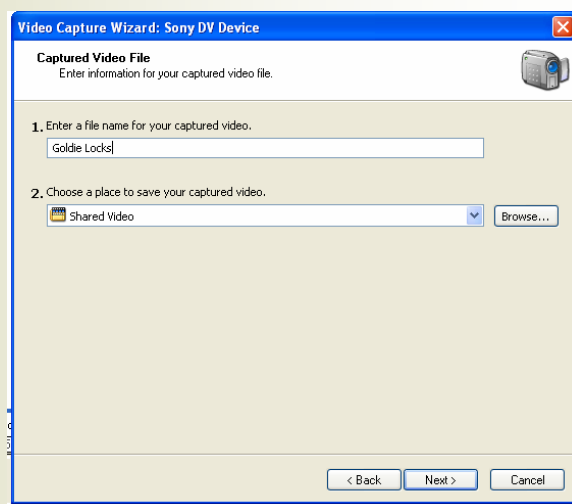 Video Capture Wizard: Sony DV Device
Captured Video File
Enter information for your captured video file.
1. Enter a file name for your captured video.
Goldie Locks
2. Choose a place to save your captured video.
Shared Video
Browse...
< Back
Next >
Cancel